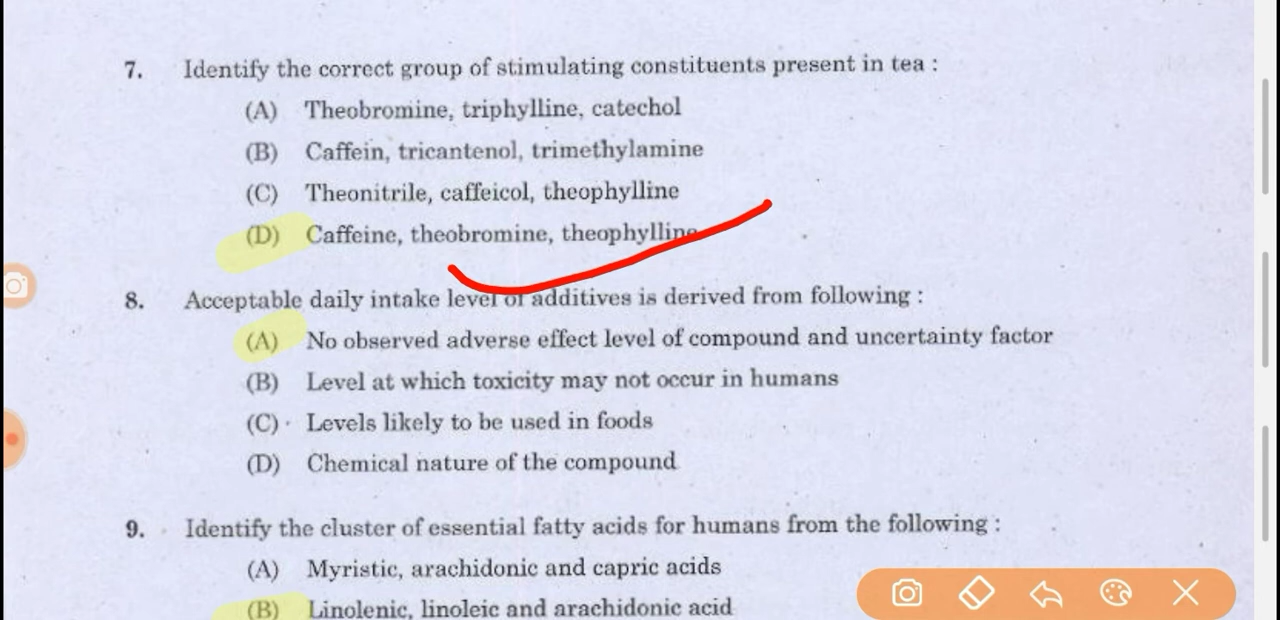 7. Identify the correct group of stimulating constituents present in tea :
(A) Theobromine, triphylline, catechol
(B) Caffein, tricantenol, trimethylamine
(C) Theonitrile, caffeicol, theophylline
(D) Caffeine, theobromine, theophylline
8. Acceptable daily intake level of additives is derived from following :
(A) No observed adverse effect level of compound and uncertainty factor
(B) Level at which toxicity may not occur in humans
(C) Levels likely to be used in foods
(D) Chemical nature of the compound
9. Identify the cluster of essential fatty acids for humans from the following :
(A) Myristic, arachidonic and capric acids
(B) Linolenic, linoleic and arachidonic acid